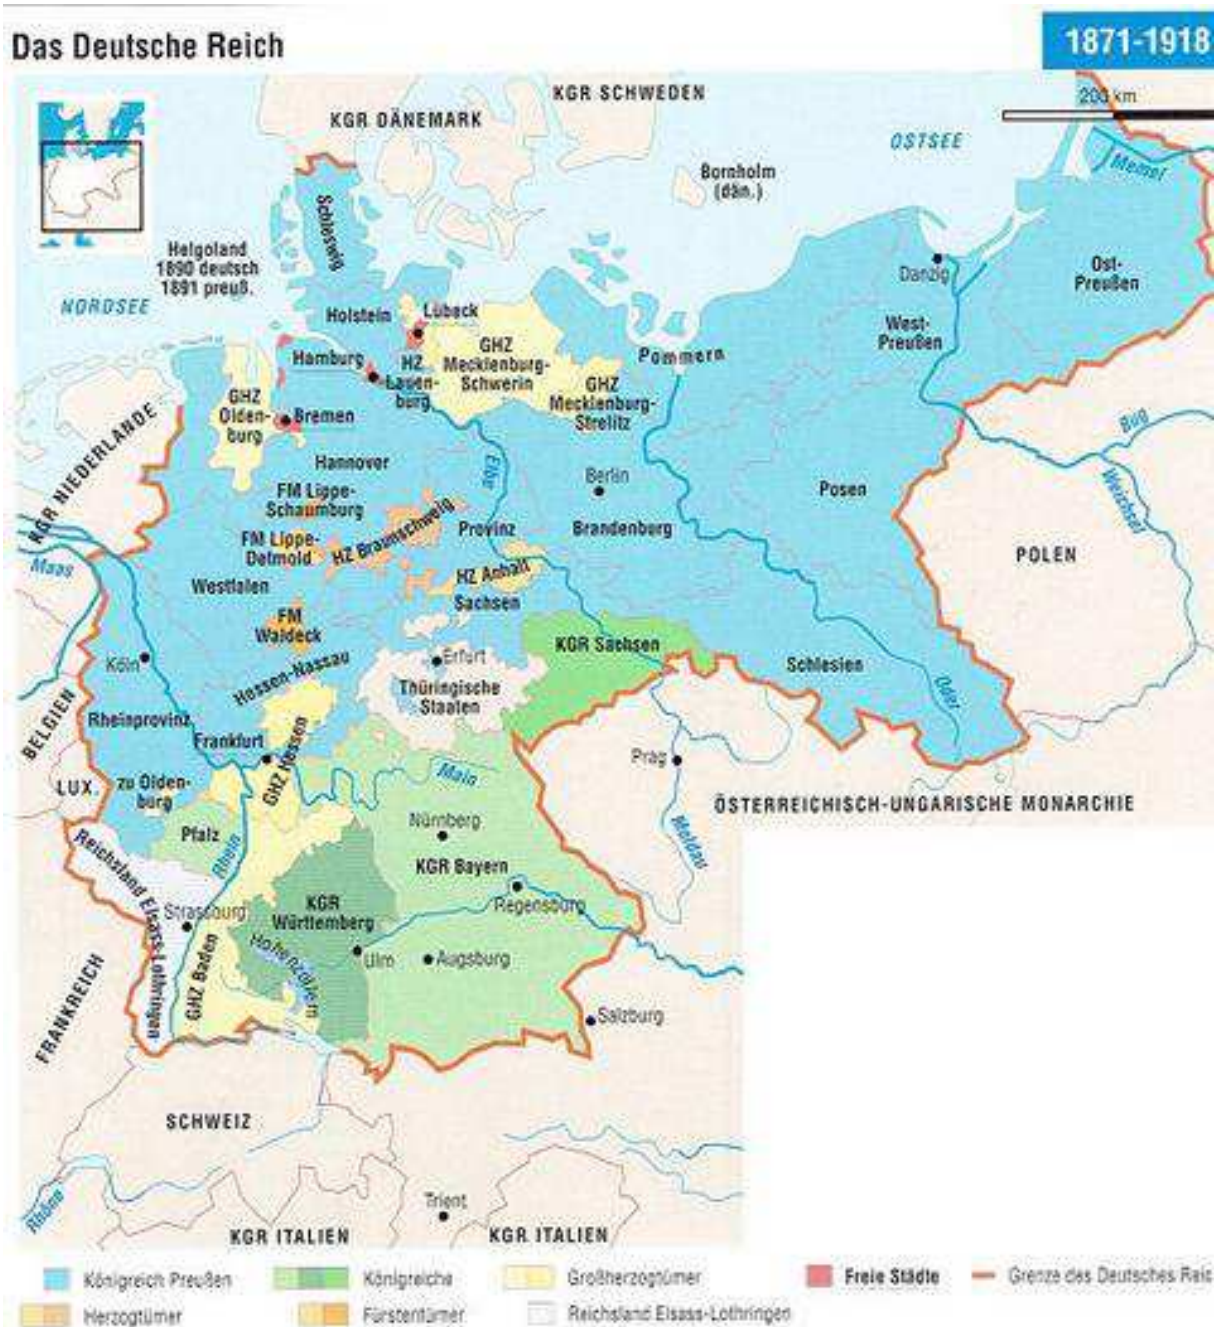 Das Deutsche Reich
1871-1918
200 km
KGR SCHWEDEN
KGR DÄNEMARK
OSTSEE
Memel
Bornholm
(dän.)
Schleswig
Helgoland
1890 deutsch
1891 preuß.
NORDSEE
Danzig
Ost-
Preußen
Holstein
Lübeck
West-
Preußen
Hamburg
HZ
Lauen-
burg
GHZ
Mecklenburg-
Schwerin
Pommern
GHZ
Mecklenburg-
Strelitz
GHZ
Olden-
burg
Bremen
KGR NIEDERLANDE
Hannover
Elbe
Berlin
Posen
Bug
Weichsel
FM Lippe-
Schaumburg
HZ Braunschweig
Provinz
Brandenburg
FM Lippe-
Detmold
POLEN
Maas
Westfalen
HZ Anhalt
Sachsen
FM
Waldeck
KGR Sachsen
Köln
Hessen-Nassau
Erfurt
Thüringische
Staaten
Schlesien
Oder
BELGIEN
Rheinprovinz
Frankfurt
GHZ Hessen
Main
Prag
LUX.
zu Olden-
burg
ÖSTERREICHISCH-UNGARISCHE MONARCHIE
Pfalz
Rhein
Nürnberg
Moldau
Reichsland Elsass-Lothringen
KGR Bayern
Strassburg
KGR
Württemberg
Regensburg
GHZ Baden
Hohenzollern
Ulm
Augsburg
FRANKREICH
Salzburg
SCHWEIZ
Rhône
Trient
KGR ITALIEN
KGR ITALIEN
Königreich Preußen
Königreiche
Großherzogtümer
Freie Städte
Grenze des Deutsches Reic
Herzogtümer
Fürstentümer
Reichsland Elsass-Lothringen